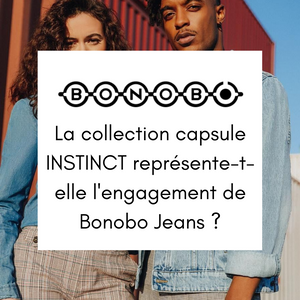 BONOBO
La collection capsule
INSTINCT représente-t-
elle l'engagement de
Bonobo Jeans ?